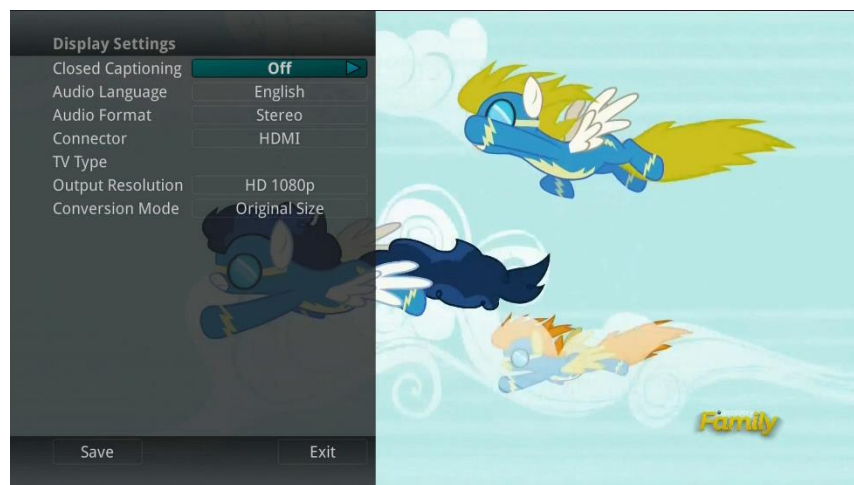 Display Settings
Closed Captioning Off
Audio Language English
Audio Format Stereo
Connector HDMI
TV Type
Output Resolution HD 1080p
Conversion Mode Original Size
Discovery
Family
Save Exit